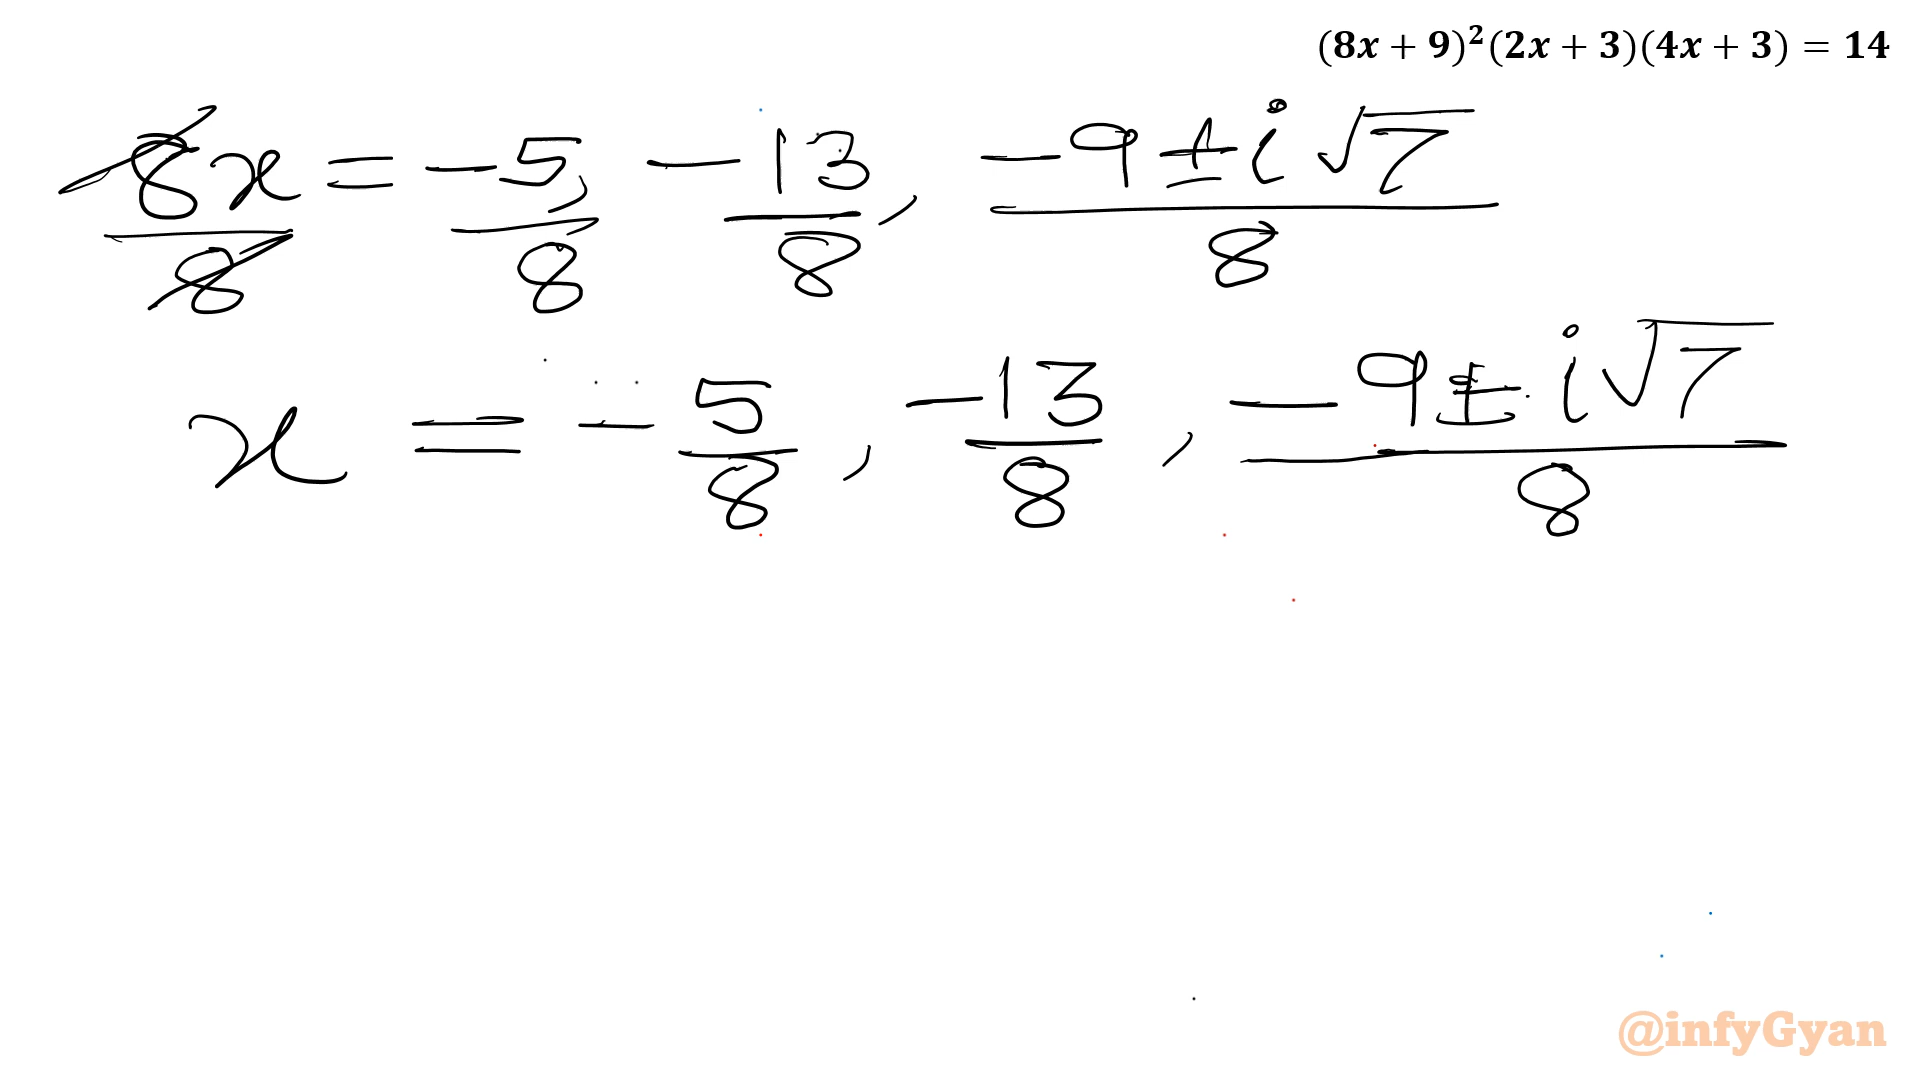 (8x + 9)²(2x + 3)(4x + 3) = 14
8x/8 = -5/8, -13/8, (-9 ± i√7)/8
x = -5/8, -13/8, (-9 ± i√7)/8
@infyGyan